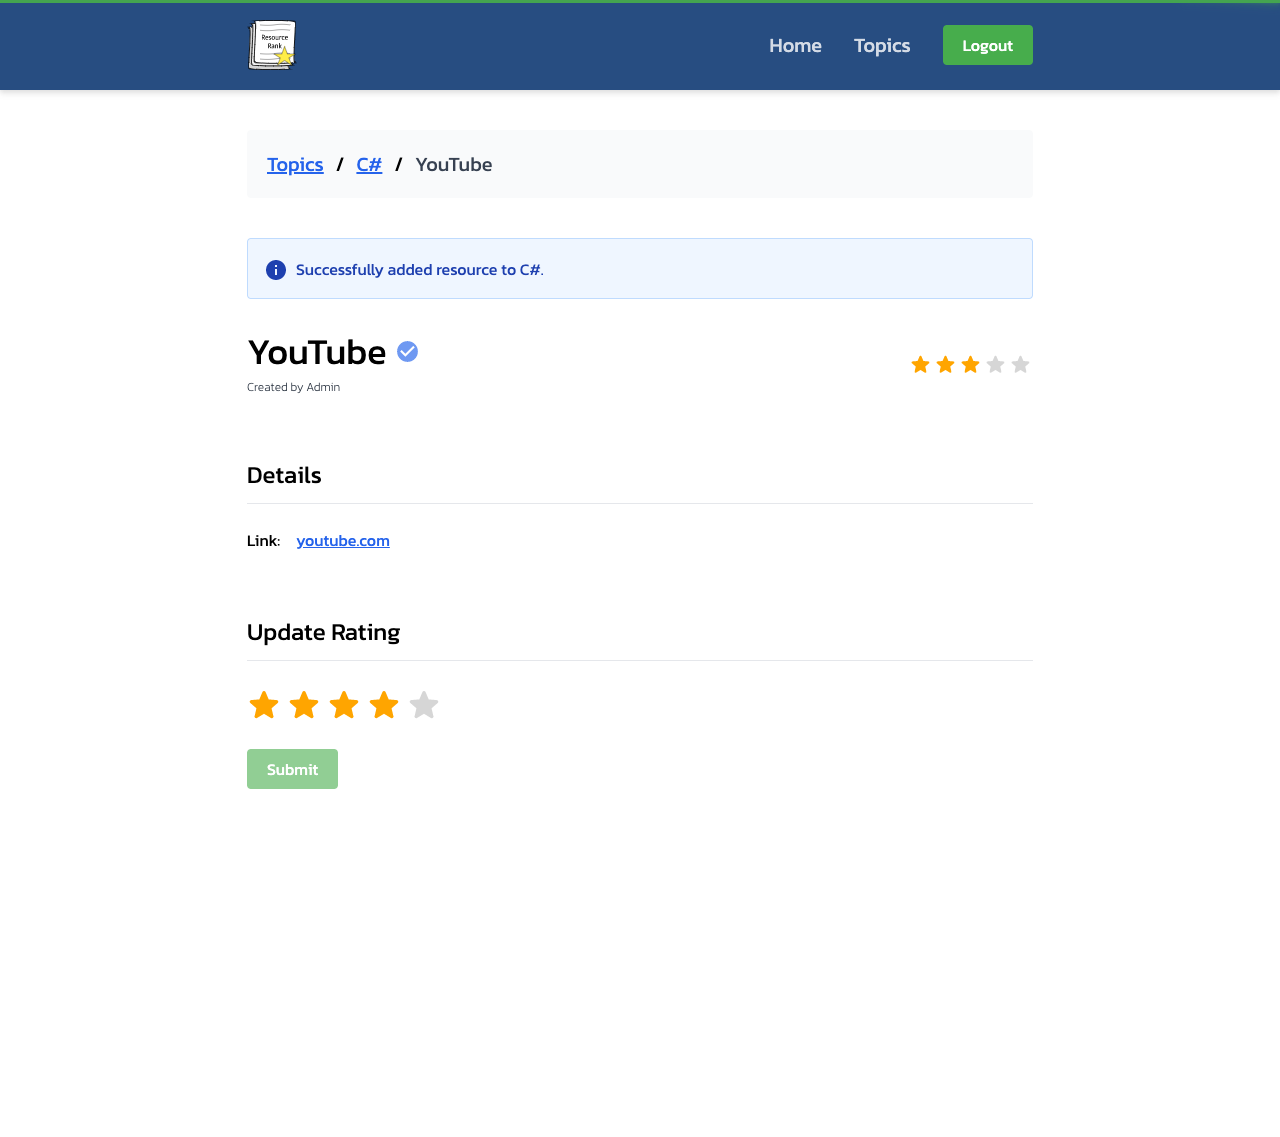 Resource
Rank
Home
Topics
Logout
Topics / C# / YouTube
Successfully added resource to C#.
YouTube
Created by Admin
Details
Link: youtube.com
Update Rating
Submit